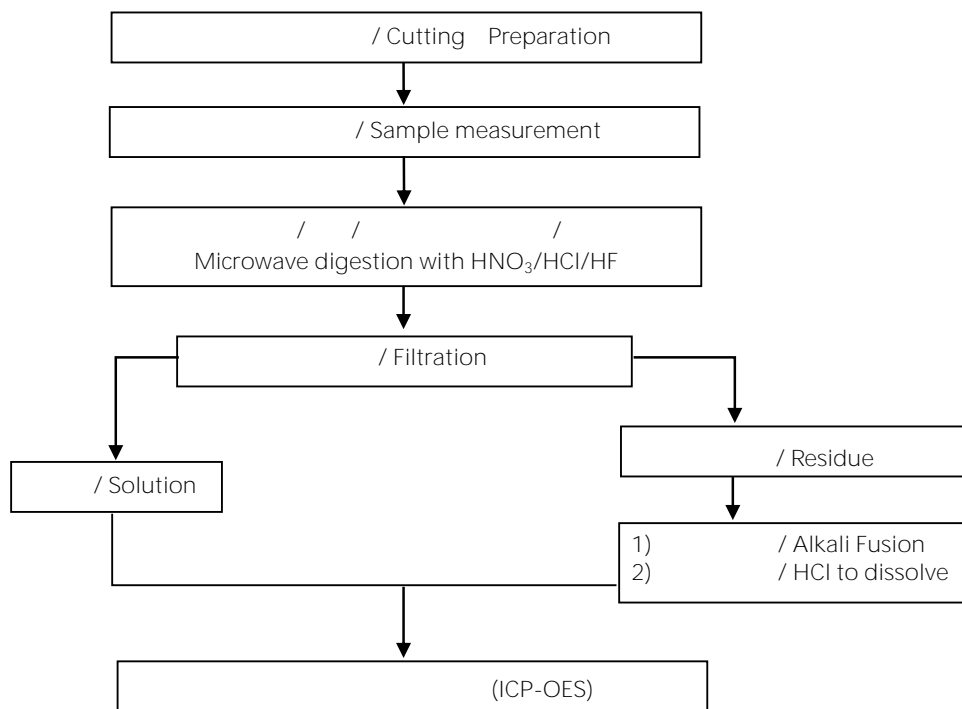 / Cutting Preparation
/ Sample measurement
/ / /
Microwave digestion with HNO₃/HCl/HF
/ Filtration
/ Residue
/ Solution
1) / Alkali Fusion
2) / HCl to dissolve
(ICP-OES)